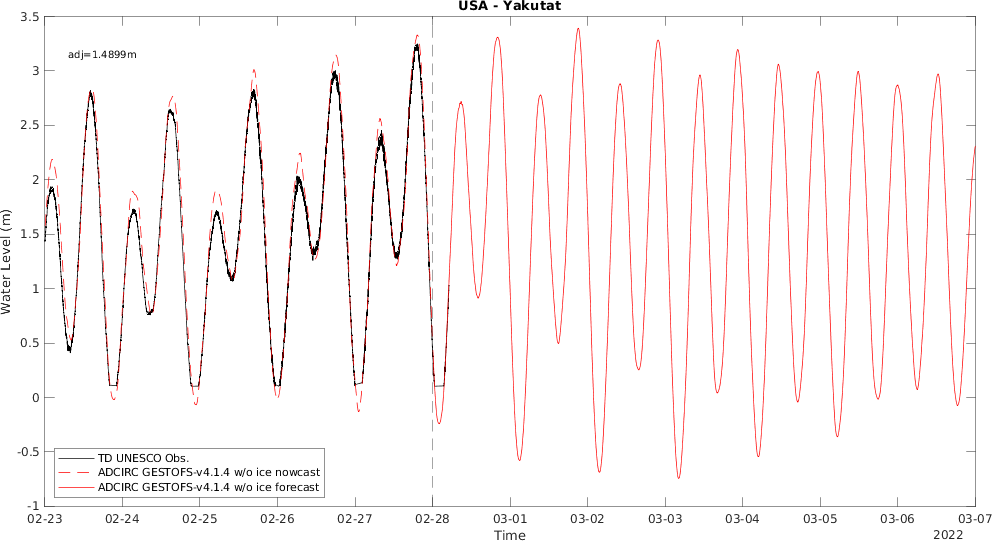 USA - Yakutat
adj=1.4899m
Water Level (m)
3.5
3
2.5
2
1.5
1
0.5
0
-0.5
-1
TD UNESCO Obs.
ADCIRC GESTOFS-v4.1.4 w/o ice nowcast
ADCIRC GESTOFS-v4.1.4 w/o ice forecast
02-23 02-24 02-25 02-26 02-27 02-28 03-01 03-02 03-03 03-04 03-05 03-06 03-07
Time
2022